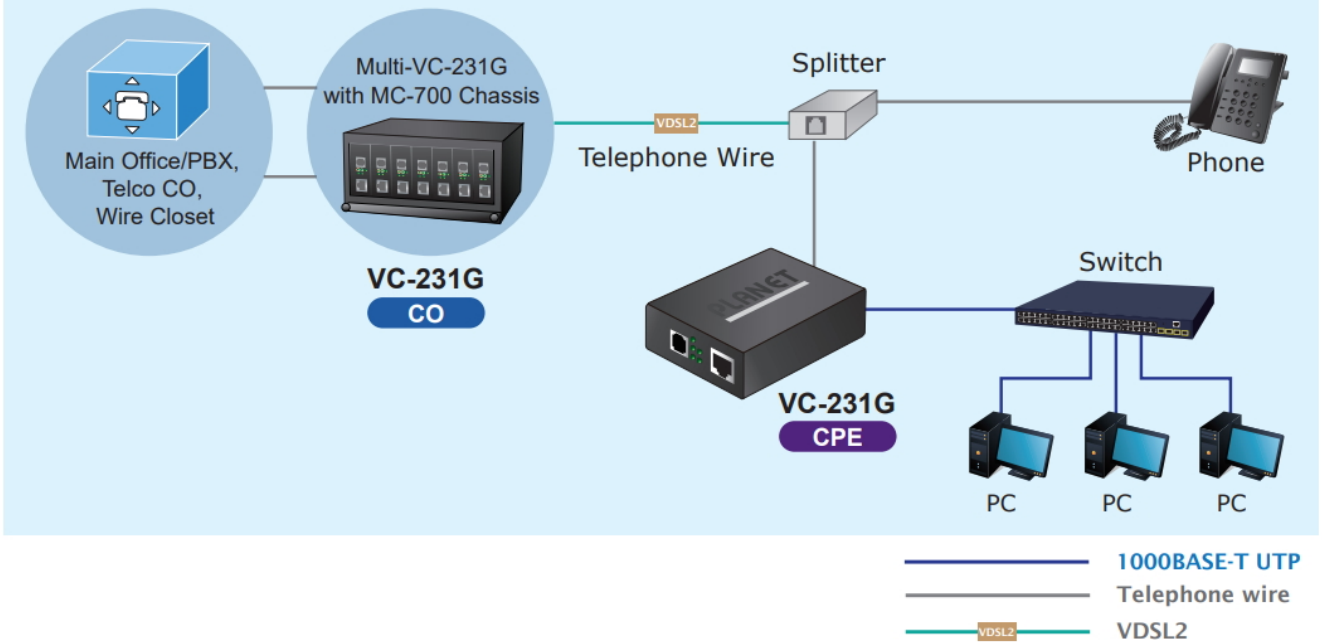 Multi-VC-231G
with MC-700 Chassis
Main Office/PBX,
Telco CO,
Wire Closet
VC-231G
CO
VDSL2
Telephone Wire
Splitter
Phone
PLANET
VC-231G
CPE
Switch
PC
PC
PC
1000BASE-T UTP
Telephone wire
VDSL2
VDSL2